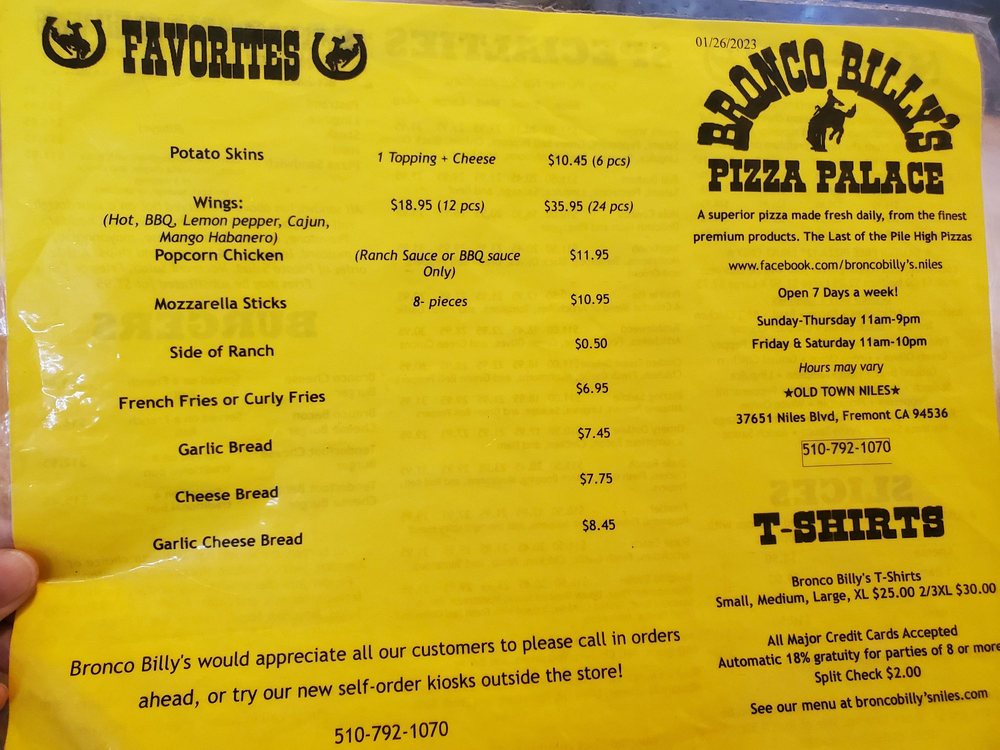 FAVORITES
Potato Skins 1 Topping + Cheese $10.45 (6 pcs)
Wings: $18.95 (12 pcs) $35.95 (24 pcs)
(Hot, BBQ, Lemon pepper, Cajun,
Mango Habanero)
Popcorn Chicken (Ranch Sauce or BBQ sauce $11.95
Only)
Mozzarella Sticks 8- pieces $10.95
Side of Ranch $0.50
French Fries or Curly Fries $6.95
Garlic Bread $7.45
Cheese Bread $7.75
Garlic Cheese Bread $8.45
Bronco Billy's would appreciate all our customers to please call in orders
ahead, or try our new self-order kiosks outside the store!
510-792-1070
01/26/2023
BRONCO BILLY'S
PIZZA PALACE
A superior pizza made fresh daily, from the finest
premium products. The Last of the Pile High Pizzas
www.facebook.com/broncobilly's.niles
Open 7 Days a week!
Sunday-Thursday 11am-9pm
Friday & Saturday 11am-10pm
Hours may vary
★OLD TOWN NILES★
37651 Niles Blvd, Fremont CA 94536
510-792-1070
T-SHIRTS
Bronco Billy's T-Shirts
Small, Medium, Large, XL $25.00 2/3XL $30.00
All Major Credit Cards Accepted
Automatic 18% gratuity for parties of 8 or more
Split Check $2.00
See our menu at broncobilly'sniles.com